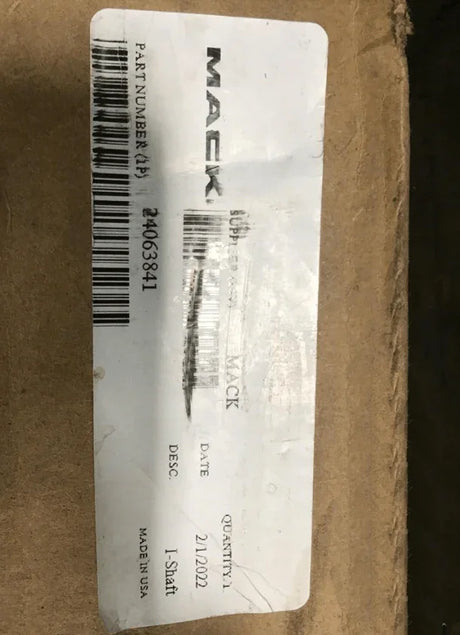 MACK.
QUANTITY:1
MACK
DATE 2/1/2022
DESC. I-Shaft
PART NUMBER (1P) 24063841
MADE IN USA